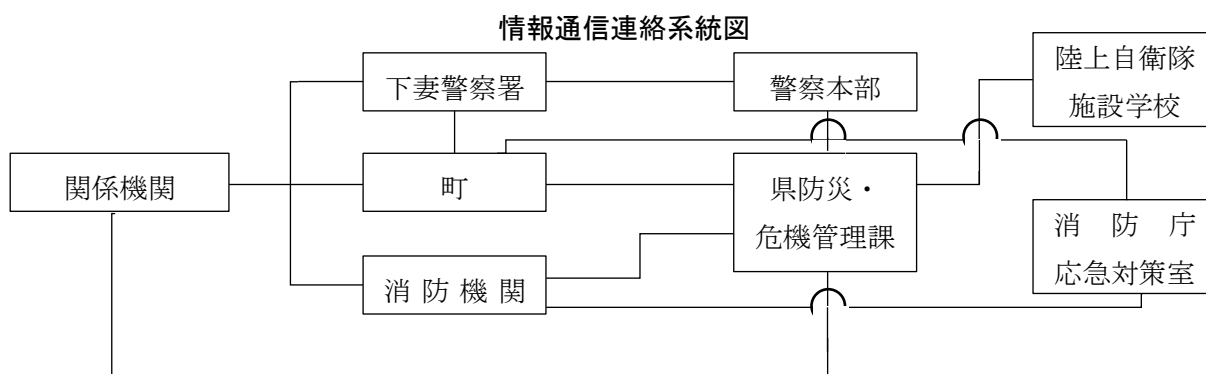 情報通信連絡系統図
下妻警察署
警察本部
陸上自衛隊
施設学校
関係機関
町
県防災・
危機管理課
消防庁
応急対策室
消防機関